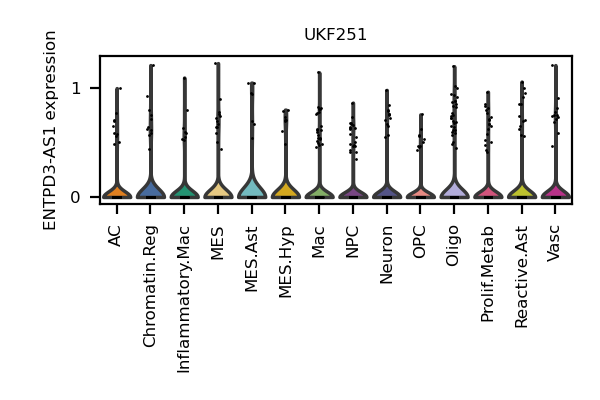 UKF251
ENTPD3-AS1 expression
1
0
AC
Chromatin.Reg
Inflammatory.Mac
MES
MES.Ast
MES.Hyp
Mac
NPC
Neuron
OPC
Oligo
Prolif.Metab
Reactive.Ast
Vasc